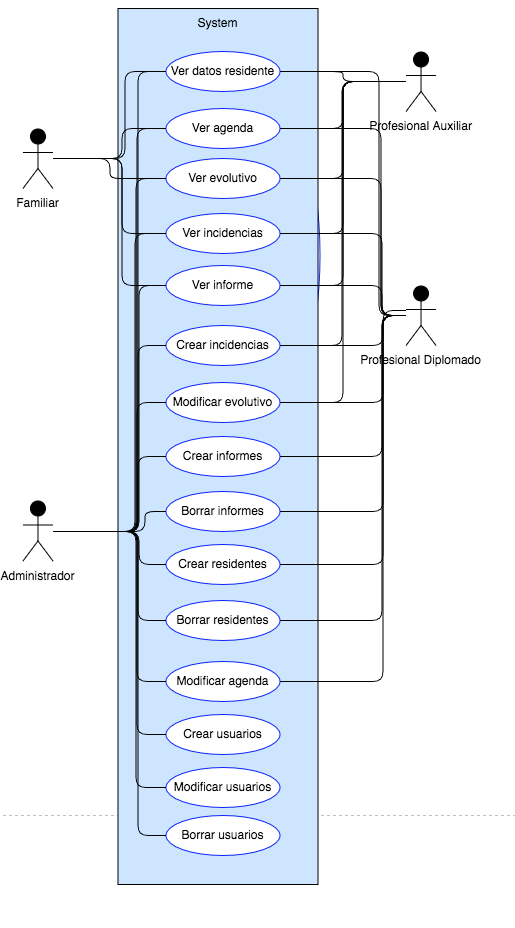 System
Ver datos residente
Profesional Auxiliar
Ver agenda
Ver evolutivo
Familiar
Ver incidencias
Ver informe
Crear incidencias
Profesional Diplomado
Modificar evolutivo
Crear informes
Borrar informes
Crear residentes
Administrador
Borrar residentes
Modificar agenda
Crear usuarios
Modificar usuarios
Borrar usuarios